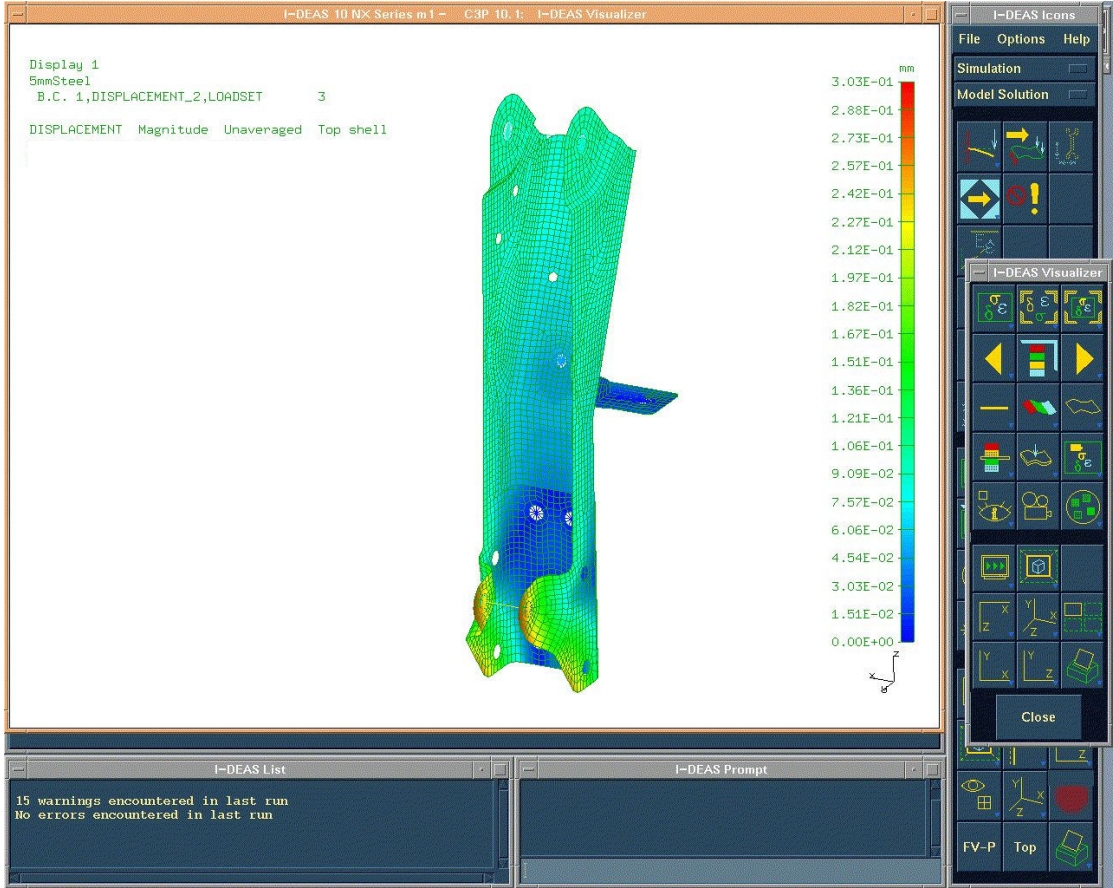 I-DEAS 10 NX Series m1 - C3P 10.1: I-DEAS Visualizer
Display 1
5mmSteel
B.C. 1,DISPLACEMENT_2,LOADSET 3
DISPLACEMENT Magnitude Unaveraged Top shell
mm
3.03E-01
2.88E-01
2.73E-01
2.57E-01
2.42E-01
2.27E-01
2.12E-01
1.97E-01
1.82E-01
1.67E-01
1.51E-01
1.36E-01
1.21E-01
1.06E-01
9.09E-02
7.57E-02
6.06E-02
4.54E-02
3.03E-02
1.51E-02
0.00E+00
Z
X
Y
I-DEAS Icons
File Options Help
Simulation
Model Solution
I-DEAS Visualizer
σ
δ ε
δ ε
σ
σ
δ ε
σ
δ ε
X
Z
Y
X
Z
Y
X
Y
Z
Close
Z
Y
X
Z
FV-P Top
I-DEAS List
15 warnings encountered in last run
No errors encountered in last run
I-DEAS Prompt